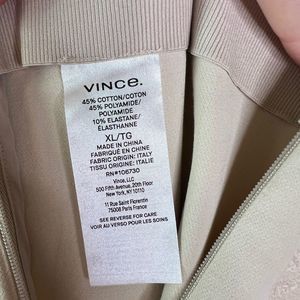 VINCE.
45% COTTON/COTON
45% POLYAMIDE/
POLYAMIDE
10% ELASTANE/
ÉLASTHANNE
XL/TG
MADE IN CHINA
FABRIQUÉ EN CHINE
FABRIC ORIGIN: ITALY
TISSU ORIGINE: ITALIE
RN#106730
Vince, LLC
500 Fifth Avenue, 20th Floor
New York, NY 10110
11 Rue Saint Florentin
75008 Paris France
SEE REVERSE FOR CARE
VOIR AU VERSO POUR LES SOINS